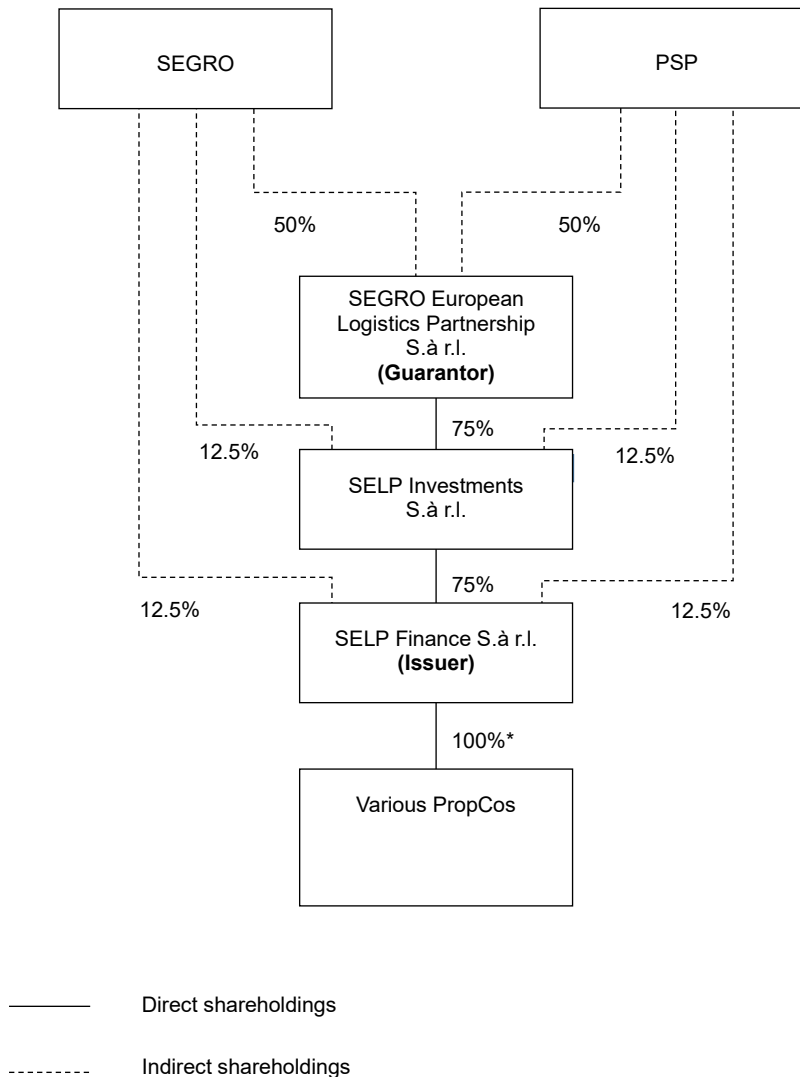 SEGRO
PSP
50%
50%
SEGRO European
Logistics Partnership
S.à r.l.
(Guarantor)
75%
12.5%
12.5%
SELP Investments
S.à r.l.
75%
12.5%
12.5%
SELP Finance S.à r.l.
(Issuer)
100%*
Various PropCos
Direct shareholdings
Indirect shareholdings